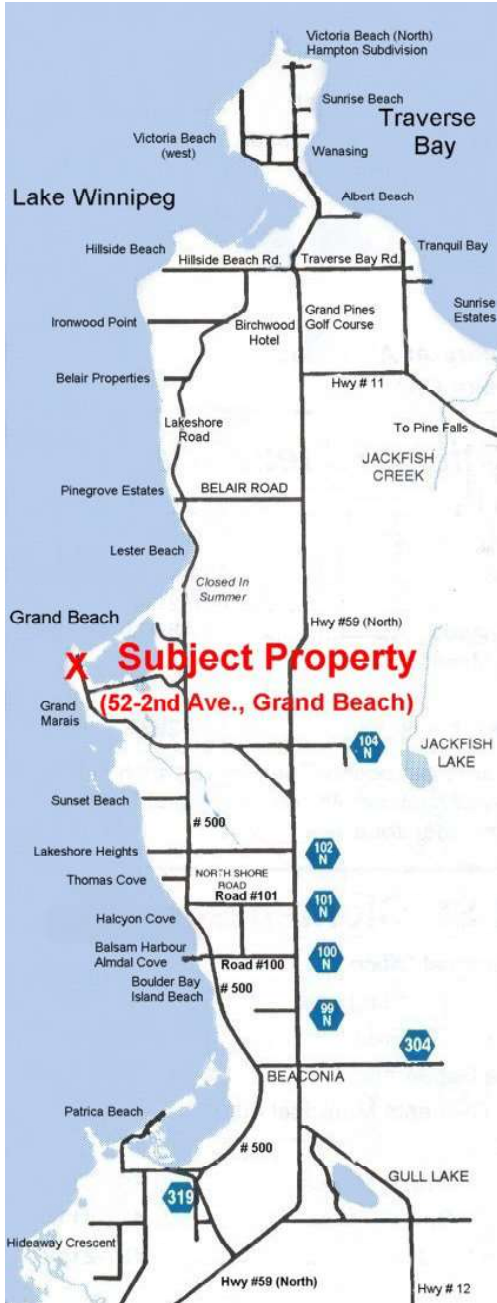 Victoria Beach (North)
Hampton Subdivision
Sunrise Beach
Traverse
Bay
Victoria Beach
(west)
Wanasing
Lake Winnipeg
Albert Beach
Hillside Beach
Hillside Beach Rd.
Traverse Bay Rd.
Tranquil Bay
Ironwood Point
Birchwood
Hotel
Grand Pines
Golf Course
Sunrise
Estates
Belair Properties
Hwy # 11
Lakeshore
Road
To Pine Falls
JACKFISH
CREEK
Pinegrove Estates
BELAIR ROAD
Lester Beach
Closed In
Summer
Grand Beach
Hwy #59 (North)
X Subject Property
(52-2nd Ave., Grand Beach)
Grand
Marais
104
N
JACKFISH
LAKE
Sunset Beach
# 500
Lakeshore Heights
102
N
Thomas Cove
NORTH SHORE
ROAD
Road #101
101
N
Halcyon Cove
Balsam Harbour
Almdal Cove
Road #100
100
N
Boulder Bay
Island Beach
# 500
99
N
304
BEACONIA
Patrica Beach
# 500
319
GULL LAKE
Hideaway Crescent
Hwy #59 (North)
Hwy # 12